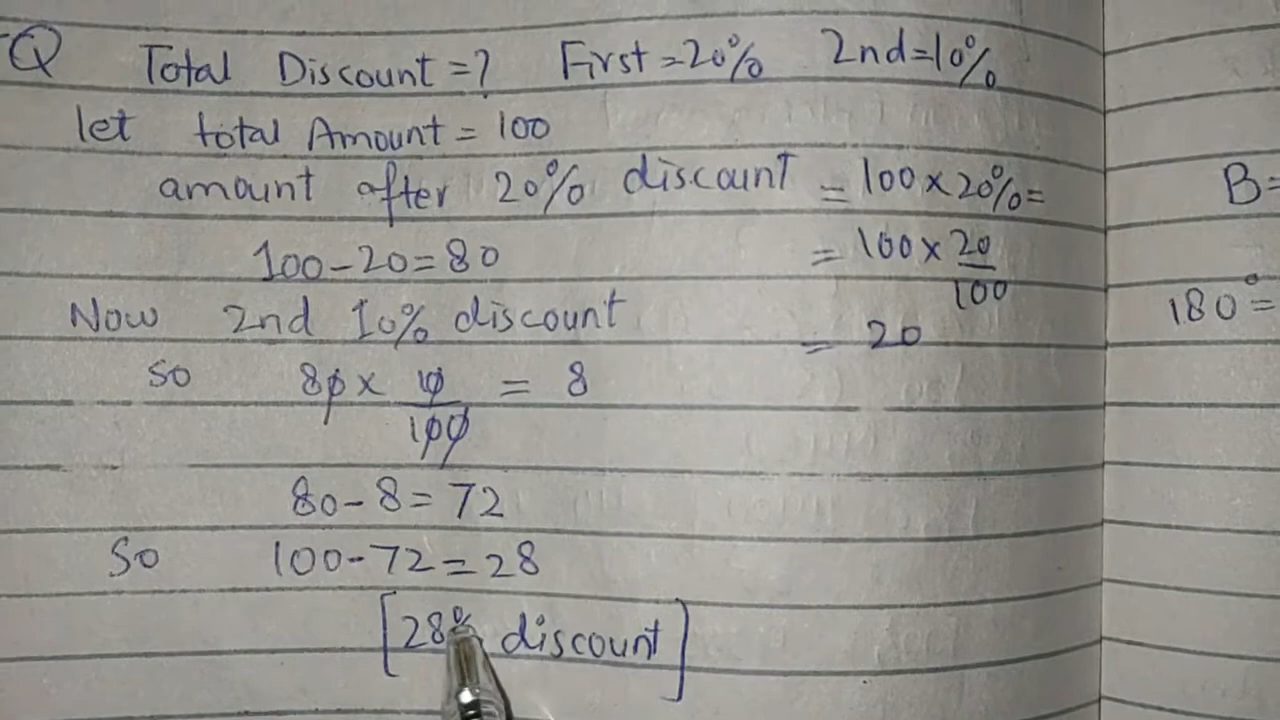 Q Total Discount = ? First = 20% 2nd = 10%
let total Amount = 100
amount after 20% discount = 100 × 20% =
100 - 20 = 80
= 100 × 20/100
= 20
Now 2nd 10% discount
so 80 × 10/100 = 8
80 - 8 = 72
So 100 - 72 = 28
[28% discount]
B =
180° =